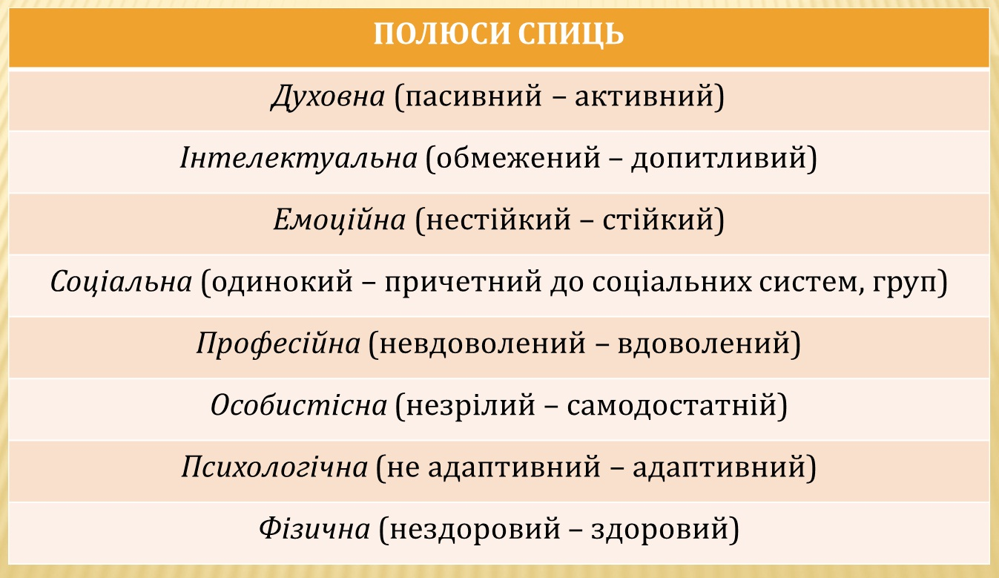 ПОЛЮСИ СПИЦЬ
Духовна (пасивний – активний)
Інтелектуальна (обмежений – допитливий)
Емоційна (нестійкий – стійкий)
Соціальна (одинокий – причетний до соціальних систем, груп)
Професійна (невдоволений – вдоволений)
Особистісна (незрілий – самодостатній)
Психологічна (не адаптивний – адаптивний)
Фізична (нездоровий – здоровий)